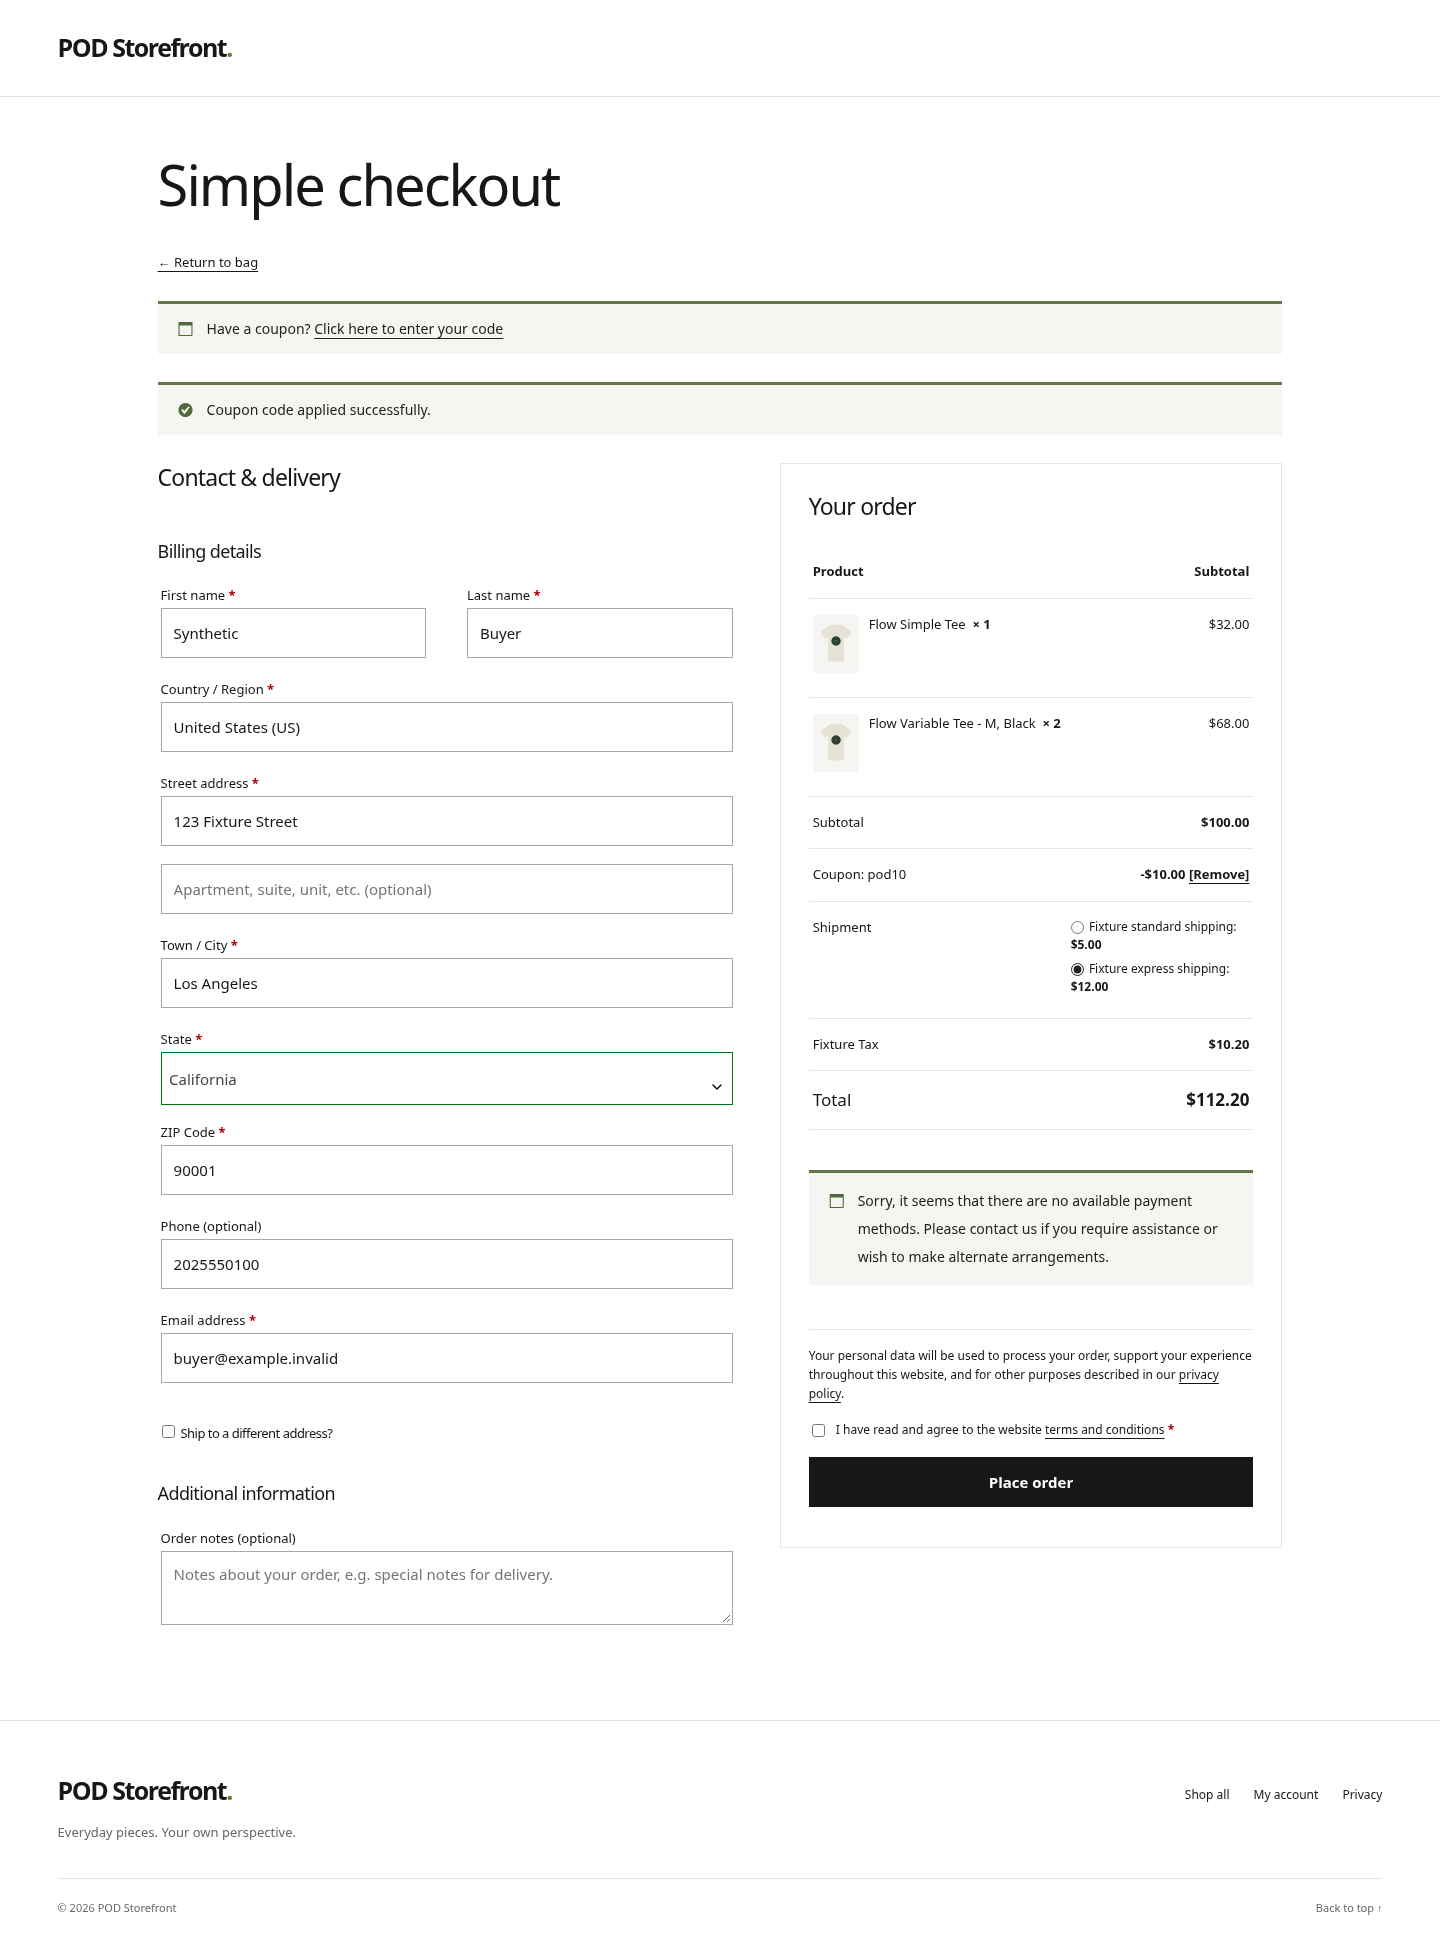 POD Storefront.
Simple checkout
← Return to bag
Have a coupon? Click here to enter your code
Coupon code applied successfully.
Contact & delivery
Billing details
First name *
Last name *
Synthetic
Buyer
Country / Region *
United States (US)
Street address *
123 Fixture Street
Apartment, suite, unit, etc. (optional)
Town / City *
Los Angeles
State *
California
ZIP Code *
90001
Phone (optional)
2025550100
Email address *
buyer@example.invalid
Ship to a different address?
Additional information
Order notes (optional)
Notes about your order, e.g. special notes for delivery.
Your order
Product Subtotal
Flow Simple Tee × 1 $32.00
Flow Variable Tee - M, Black × 2 $68.00
Subtotal $100.00
Coupon: pod10 -$10.00 [Remove]
Shipment
Fixture standard shipping:
$5.00
Fixture express shipping:
$12.00
Fixture Tax $10.20
Total $112.20
Sorry, it seems that there are no available payment
methods. Please contact us if you require assistance or
wish to make alternate arrangements.
Your personal data will be used to process your order, support your experience
throughout this website, and for other purposes described in our privacy
policy.
I have read and agree to the website terms and conditions *
Place order
POD Storefront.
Everyday pieces. Your own perspective.
Shop all My account Privacy
© 2026 POD Storefront
Back to top ↑